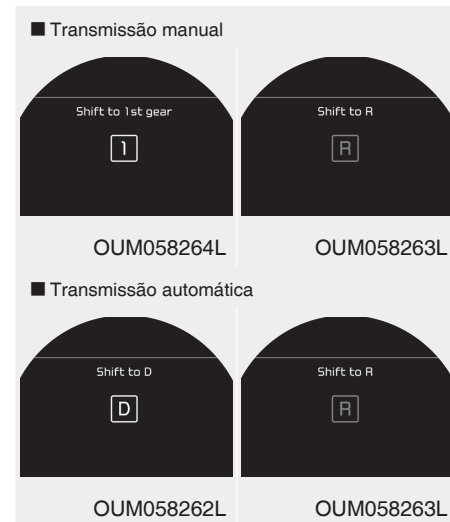 ■ Transmissão manual
Shift to 1st gear
1
Shift to R
R
OUM058264L
OUM058263L
■ Transmissão automática
Shift to D
D
Shift to R
R
OUM058262L
OUM058263L